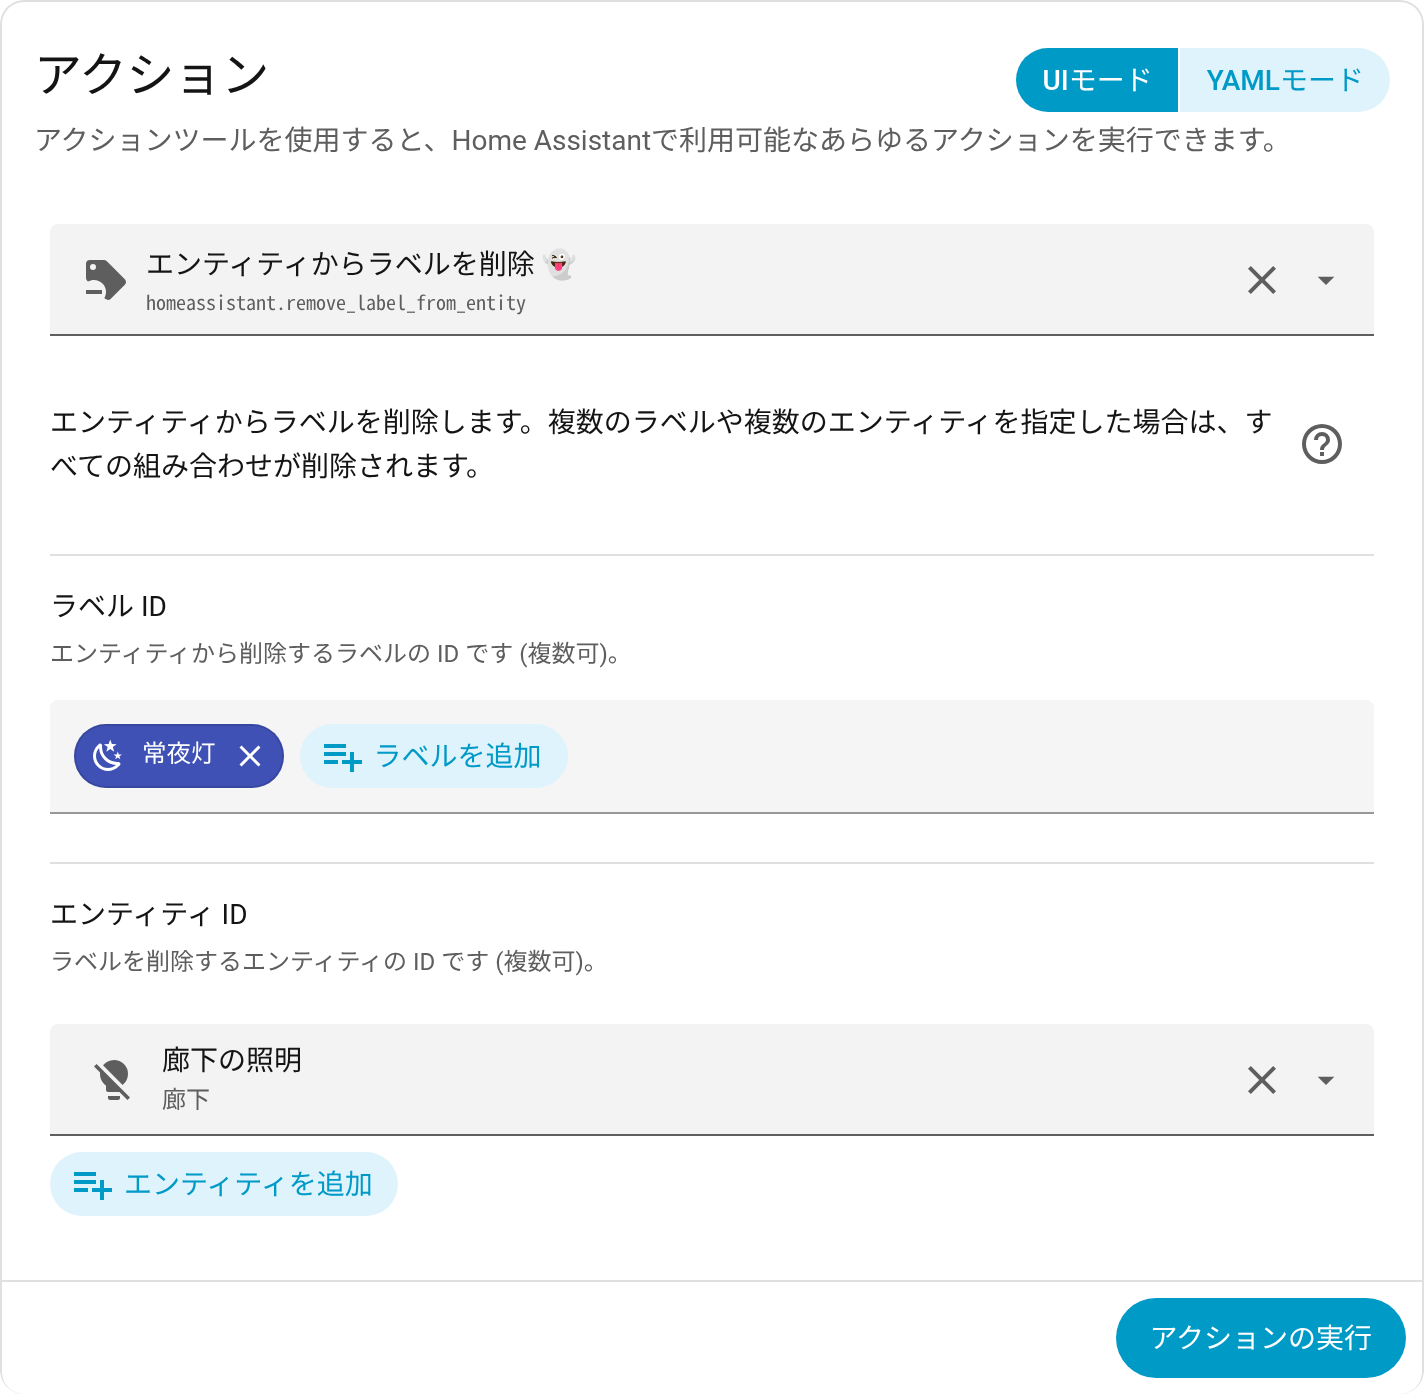 アクション
UIモード
YAMLモード
アクションツールを使用すると、Home Assistantで利用可能なあらゆるアクションを実行できます。
エンティティからラベルを削除 👻
homeassistant.remove_label_from_entity
エンティティからラベルを削除します。複数のラベルや複数のエンティティを指定した場合は、す
べての組み合わせが削除されます。
ラベル ID
エンティティから削除するラベルの ID です (複数可)。
常夜灯
ラベルを追加
エンティティ ID
ラベルを削除するエンティティの ID です (複数可)。
廊下の照明
廊下
エンティティを追加
アクションの実行